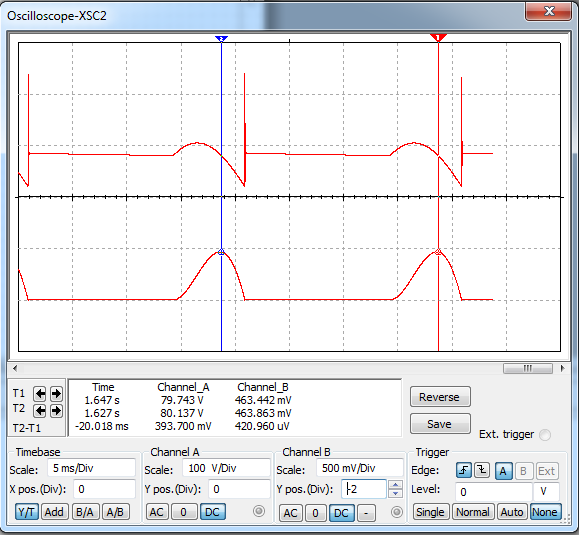 Oscilloscope-XSC2
2 1
T1 T2 T2-T1
Time Channel_A Channel_B
1.647 s 79.743 V 463.442 mV
1.627 s 80.137 V 463.863 mV
-20.018 ms 393.700 mV 420.960 uV
Reverse
Save
Ext. trigger
Timebase
Scale: 5 ms/Div
X pos.(Div): 0
Y/T Add B/A A/B
Channel A
Scale: 100 V/Div
Y pos.(Div): 0
AC 0 DC
Channel B
Scale: 500 mV/Div
Y pos.(Div): -2
AC 0 DC -
Trigger
Edge: A B Ext
Level: 0 V
Single Normal Auto None